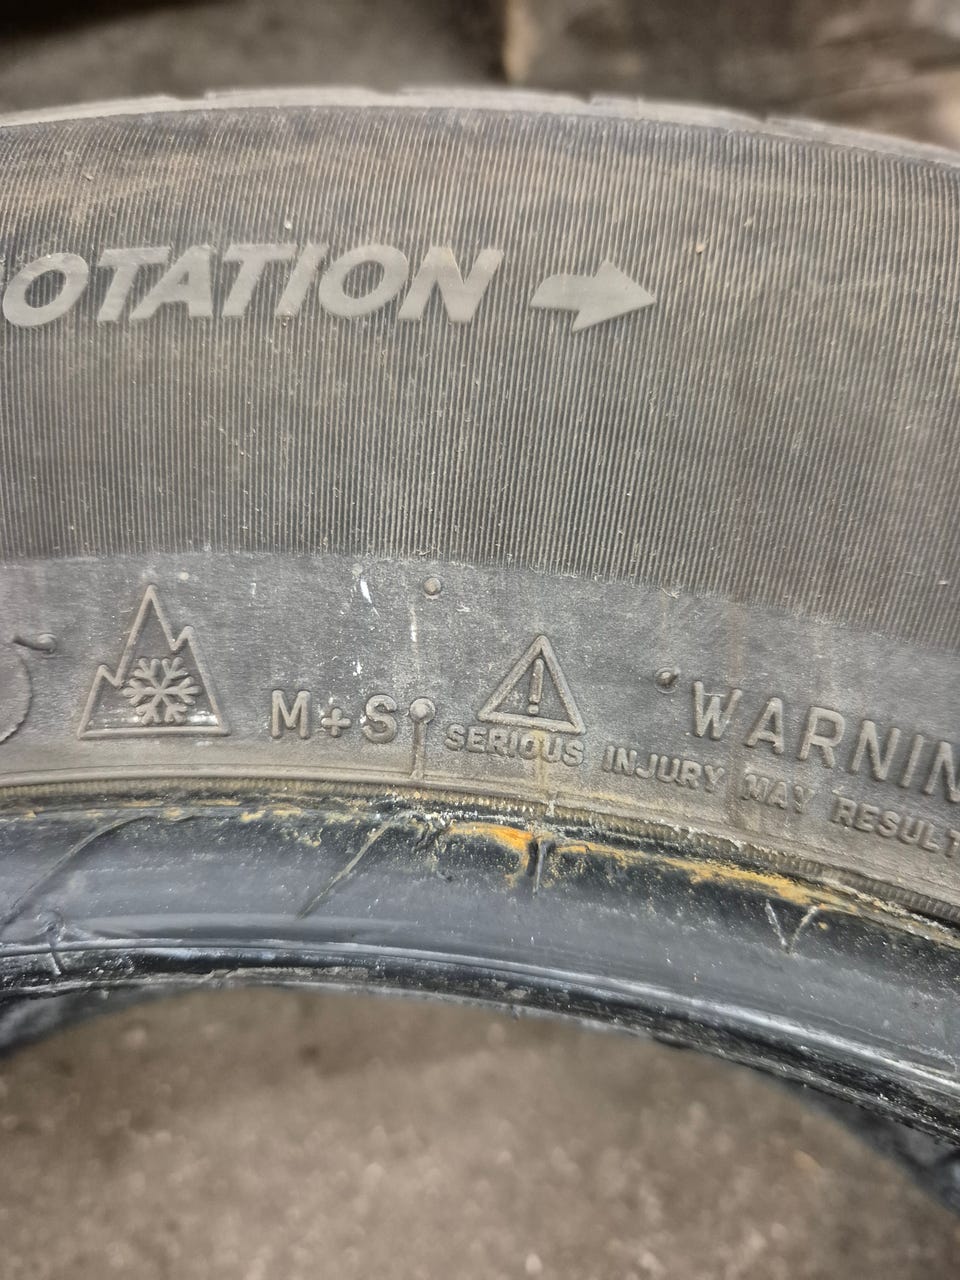 OTATION
M+S
WARNIN
SERIOUS INJURY MAY RESULT